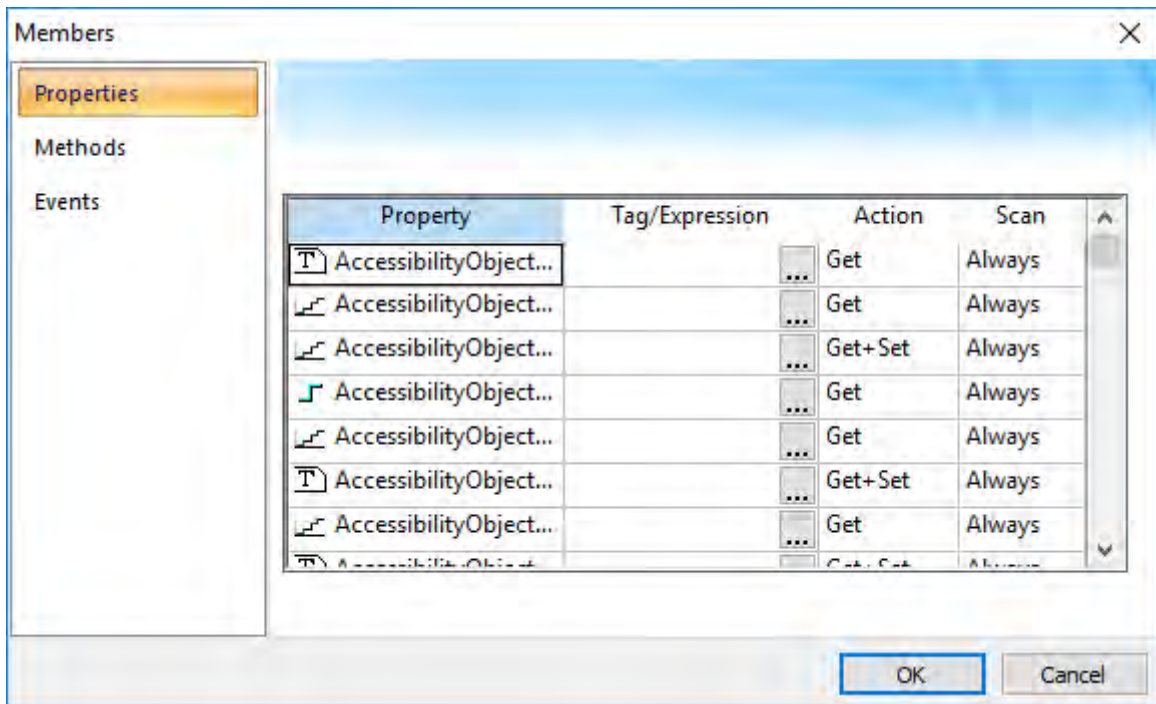 Members
Properties
Methods
Events
Property Tag/Expression Action Scan
AccessibilityObject... ... Get Always
AccessibilityObject... ... Get Always
AccessibilityObject... ... Get+Set Always
AccessibilityObject... ... Get Always
AccessibilityObject... ... Get Always
AccessibilityObject... ... Get+Set Always
AccessibilityObject... ... Get Always
OK Cancel